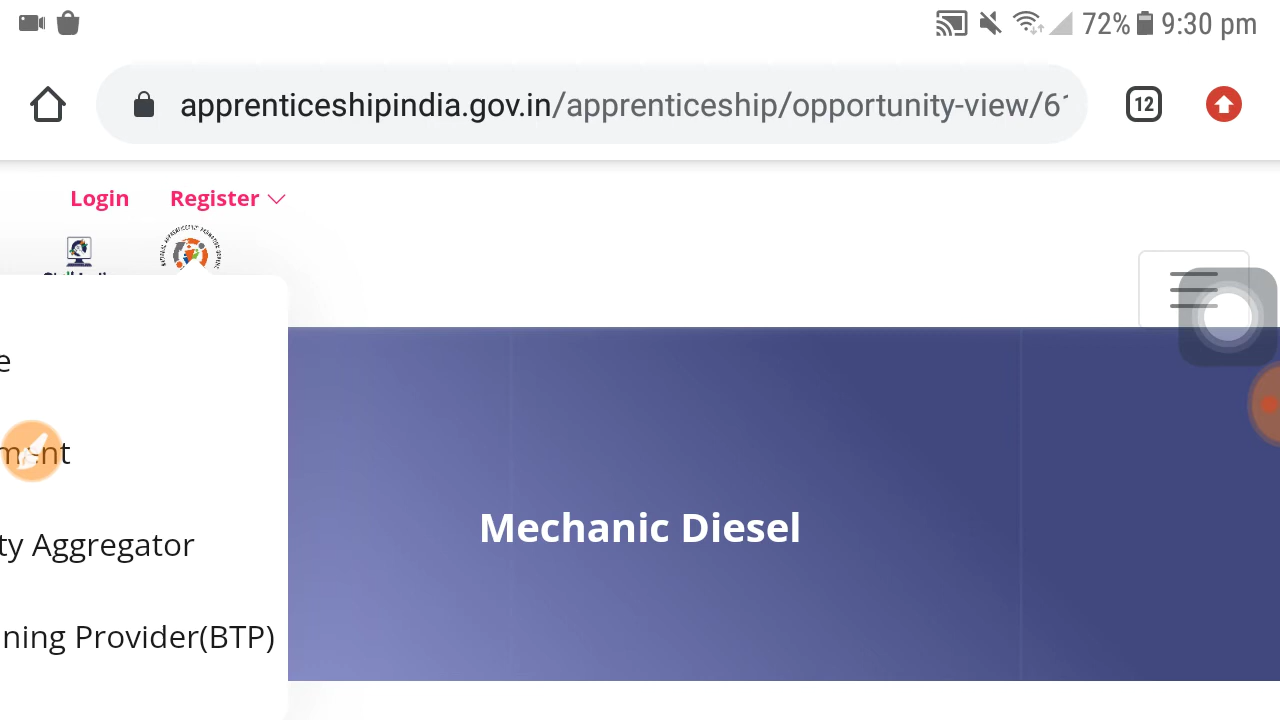 72% 9:30 pm
apprenticeshipindia.gov.in/apprenticeship/opportunity-view/6
12
Login Register
e
ment
ty Aggregator
ning Provider(BTP)
Mechanic Diesel